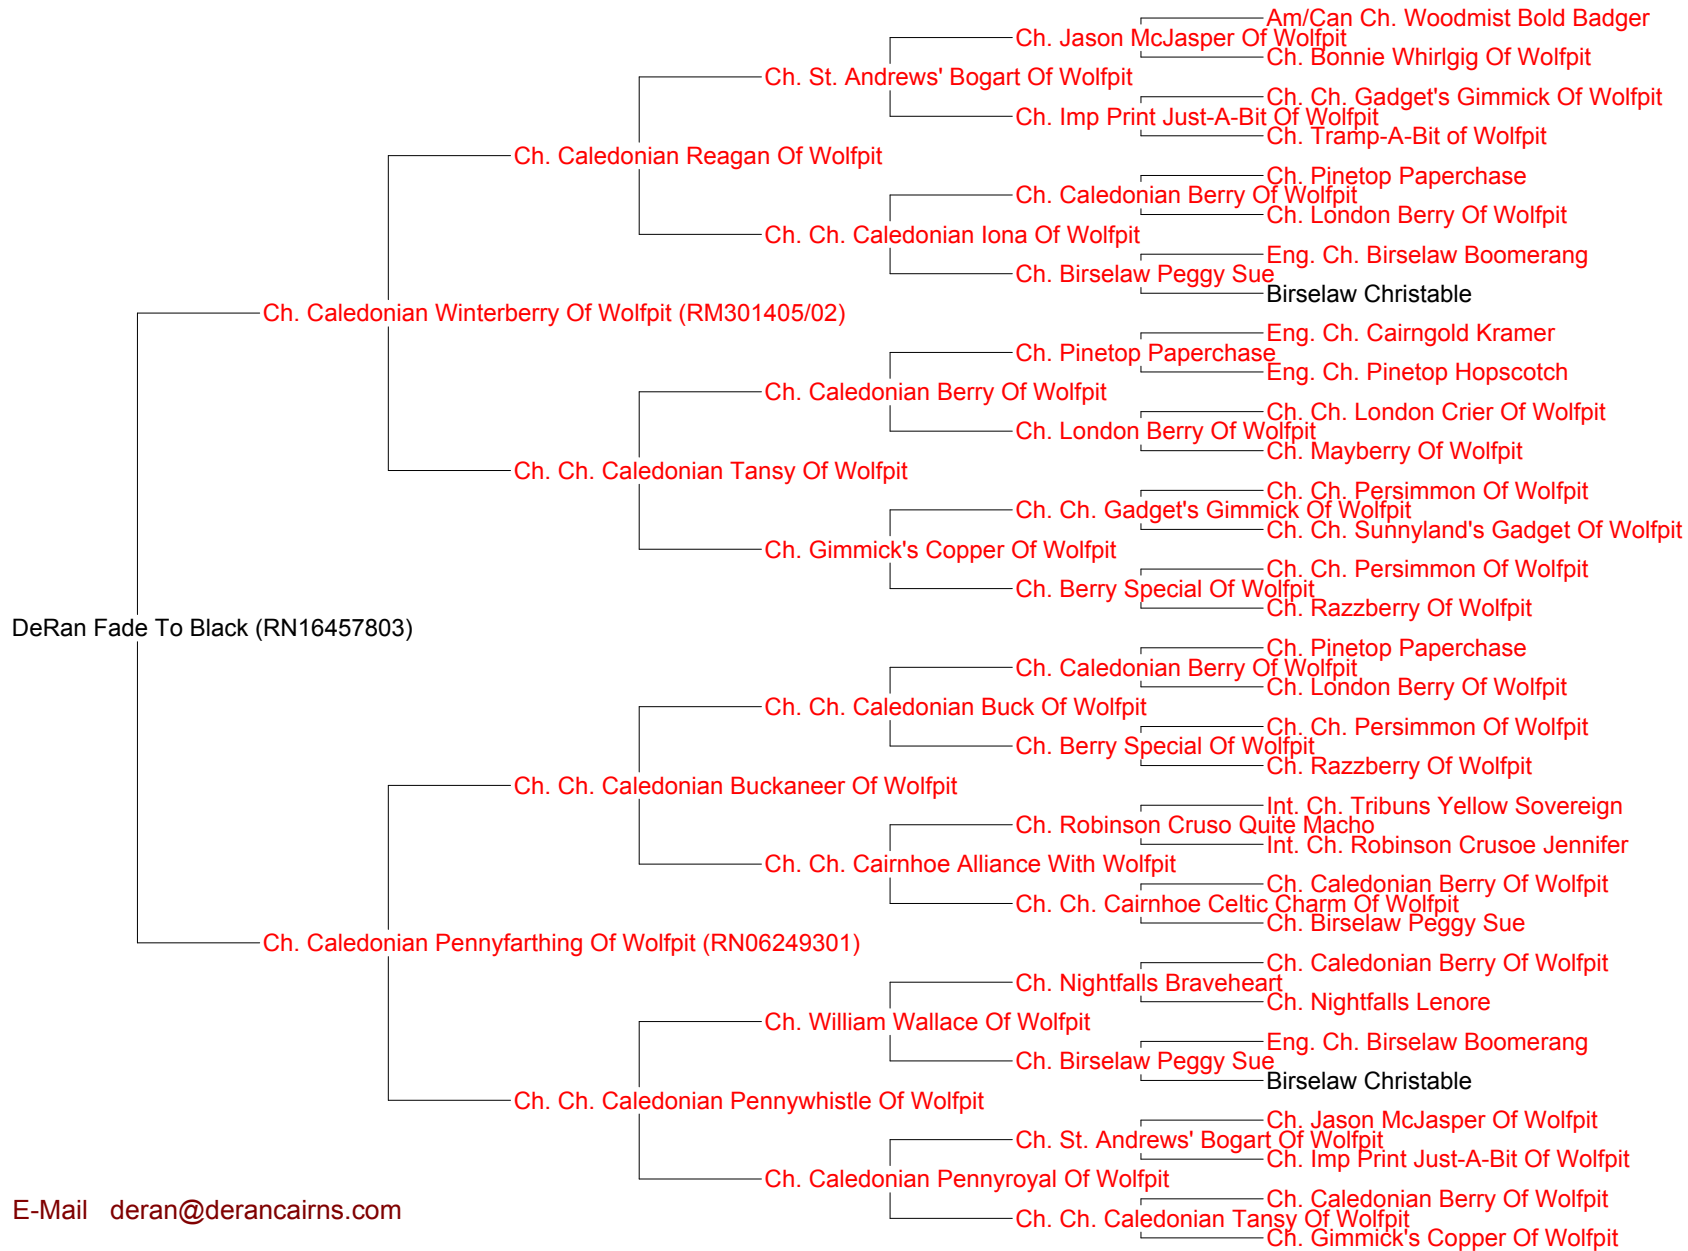 Am/Can Ch. Woodmist Bold Badger
Ch. Jason McJasper Of Wolfpit
Ch. Bonnie Whirlgig Of Wolfpit
Ch. St. Andrews' Bogart Of Wolfpit
Ch. Ch. Gadget's Gimmick Of Wolfpit
Ch. Imp Print Just-A-Bit Of Wolfpit
Ch. Tramp-A-Bit of Wolfpit
Ch. Caledonian Reagan Of Wolfpit
Ch. Pinetop Paperchase
Ch. Caledonian Berry Of Wolfpit
Ch. London Berry Of Wolfpit
Ch. Ch. Caledonian Iona Of Wolfpit
Eng. Ch. Birselaw Boomerang
Ch. Birselaw Peggy Sue
Birselaw Christable
Ch. Caledonian Winterberry Of Wolfpit (RM301405/02)
Eng. Ch. Cairngold Kramer
Ch. Pinetop Paperchase
Eng. Ch. Pinetop Hopscotch
Ch. Caledonian Berry Of Wolfpit
Ch. Ch. London Crier Of Wolfpit
Ch. London Berry Of Wolfpit
Ch. Mayberry Of Wolfpit
Ch. Ch. Caledonian Tansy Of Wolfpit
Ch. Ch. Persimmon Of Wolfpit
Ch. Ch. Gadget's Gimmick Of Wolfpit
Ch. Ch. Sunnyland's Gadget Of Wolfpit
Ch. Gimmick's Copper Of Wolfpit
Ch. Ch. Persimmon Of Wolfpit
Ch. Berry Special Of Wolfpit
Ch. Razzberry Of Wolfpit
DeRan Fade To Black (RN16457803)
Ch. Pinetop Paperchase
Ch. Caledonian Berry Of Wolfpit
Ch. London Berry Of Wolfpit
Ch. Ch. Caledonian Buck Of Wolfpit
Ch. Ch. Persimmon Of Wolfpit
Ch. Berry Special Of Wolfpit
Ch. Razzberry Of Wolfpit
Ch. Ch. Caledonian Buckaneer Of Wolfpit
Int. Ch. Tribuns Yellow Sovereign
Ch. Robinson Cruso Quite Macho
Int. Ch. Robinson Crusoe Jennifer
Ch. Ch. Cairnhoe Alliance With Wolfpit
Ch. Caledonian Berry Of Wolfpit
Ch. Ch. Cairnhoe Celtic Charm Of Wolfpit
Ch. Birselaw Peggy Sue
Ch. Caledonian Pennyfarthing Of Wolfpit (RN06249301)
Ch. Caledonian Berry Of Wolfpit
Ch. Nightfalls Braveheart
Ch. Nightfalls Lenore
Ch. William Wallace Of Wolfpit
Eng. Ch. Birselaw Boomerang
Ch. Birselaw Peggy Sue
Birselaw Christable
Ch. Ch. Caledonian Pennywhistle Of Wolfpit
Ch. Jason McJasper Of Wolfpit
Ch. St. Andrews' Bogart Of Wolfpit
Ch. Imp Print Just-A-Bit Of Wolfpit
Ch. Caledonian Pennyroyal Of Wolfpit
Ch. Caledonian Berry Of Wolfpit
Ch. Ch. Caledonian Tansy Of Wolfpit
Ch. Gimmick's Copper Of Wolfpit
E-Mail deran@derancairns.com